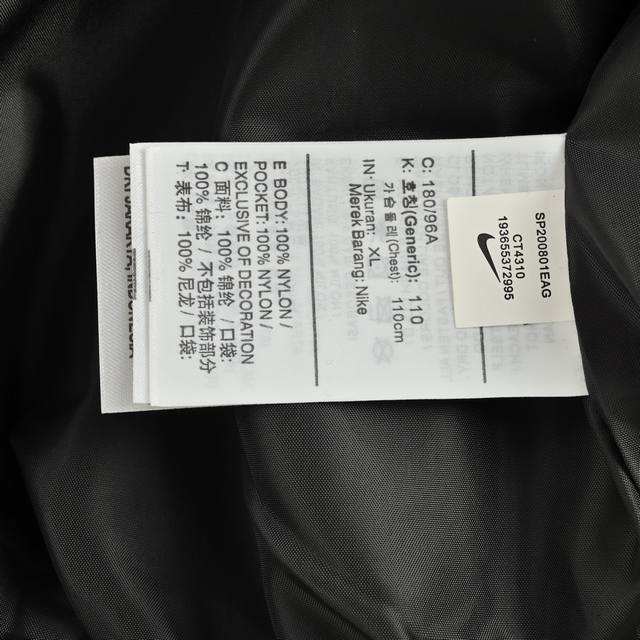 SP200801EAG
CT4310
193655372995
C: 180/96A
K: 호칭(Generic): 110
가슴둘레(Chest): 110cm
IN: Ukuran: XL
Merek Barang: Nike
E BODY:100% NYLON /
POCKET:100% NYLON /
EXCLUSIVE OF DECORATION
C 面料: 100% 锦纶 / 口袋:
100% 锦纶 / 不包括装饰部分
T: 表布: 100% 尼龙 / 口袋: